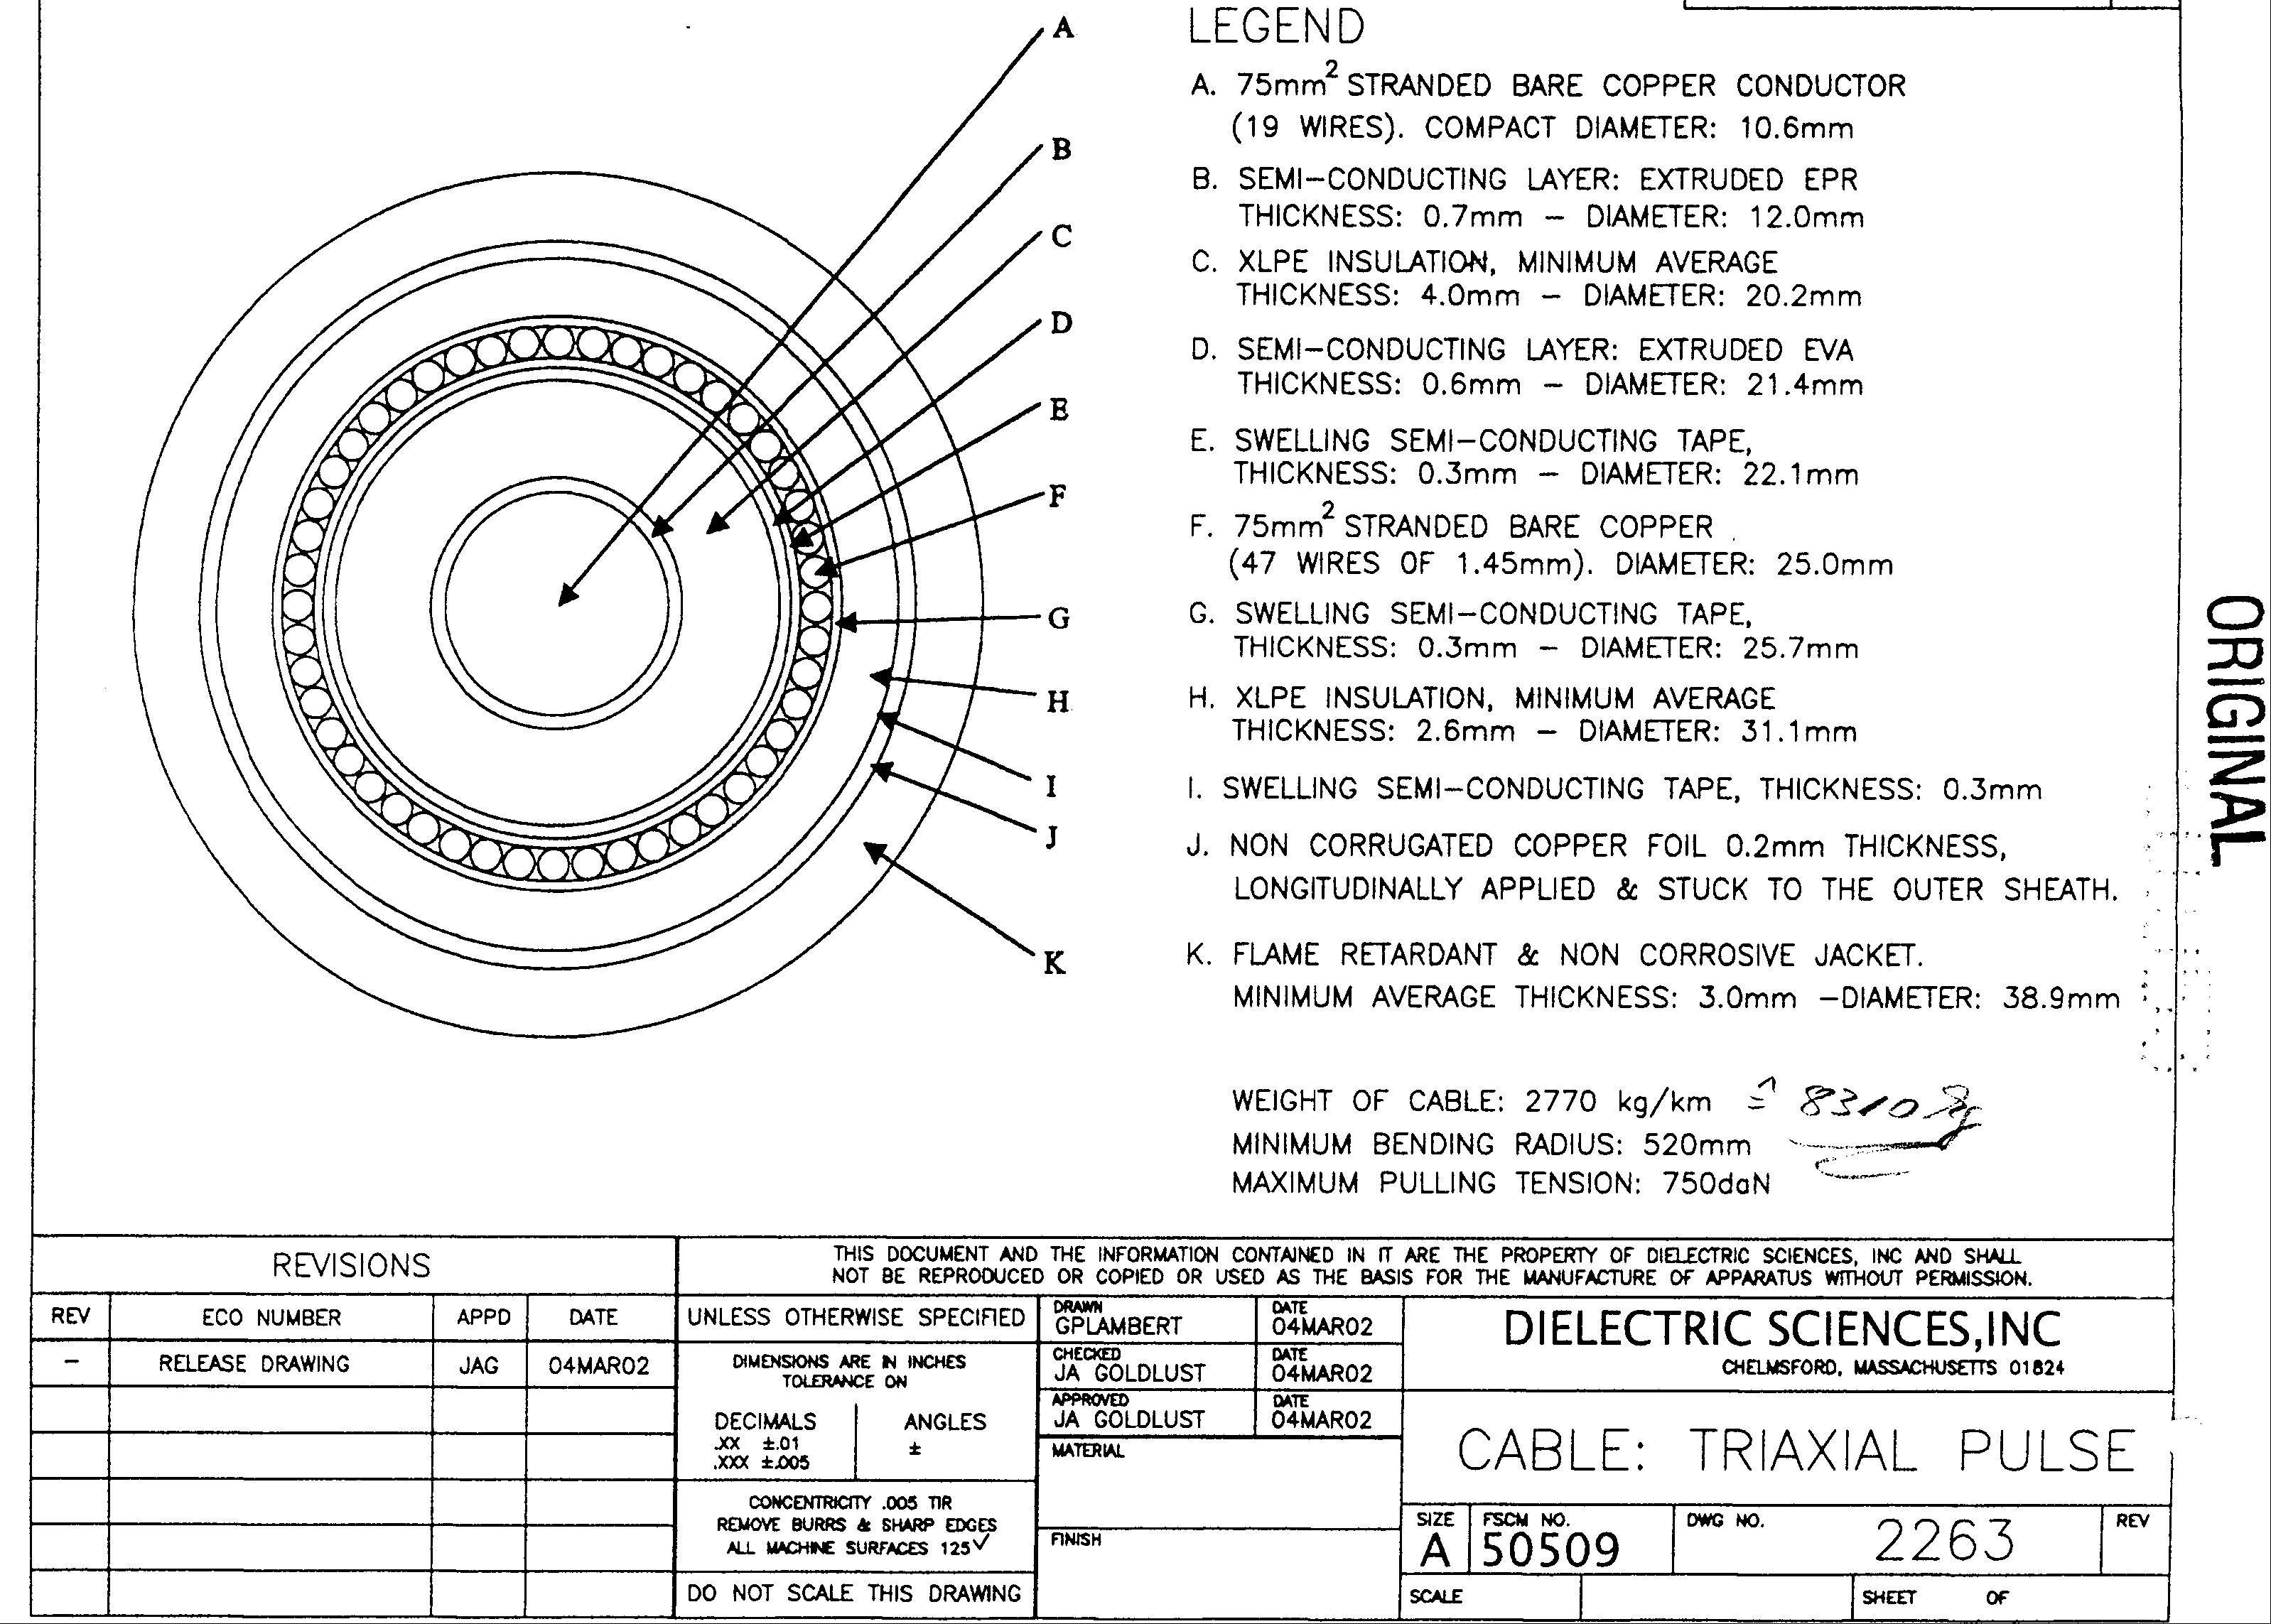 A
B
C
D
E
F
G
H
I
J
K
LEGEND
A. 75mm² STRANDED BARE COPPER CONDUCTOR
(19 WIRES). COMPACT DIAMETER: 10.6mm
B. SEMI-CONDUCTING LAYER: EXTRUDED EPR
THICKNESS: 0.7mm - DIAMETER: 12.0mm
C. XLPE INSULATION, MINIMUM AVERAGE
THICKNESS: 4.0mm - DIAMETER: 20.2mm
D. SEMI-CONDUCTING LAYER: EXTRUDED EVA
THICKNESS: 0.6mm - DIAMETER: 21.4mm
E. SWELLING SEMI-CONDUCTING TAPE,
THICKNESS: 0.3mm - DIAMETER: 22.1mm
F. 75mm² STRANDED BARE COPPER
(47 WIRES OF 1.45mm). DIAMETER: 25.0mm
G. SWELLING SEMI-CONDUCTING TAPE,
THICKNESS: 0.3mm - DIAMETER: 25.7mm
H. XLPE INSULATION, MINIMUM AVERAGE
THICKNESS: 2.6mm - DIAMETER: 31.1mm
I. SWELLING SEMI-CONDUCTING TAPE, THICKNESS: 0.3mm
J. NON CORRUGATED COPPER FOIL 0.2mm THICKNESS,
LONGITUDINALLY APPLIED & STUCK TO THE OUTER SHEATH.
K. FLAME RETARDANT & NON CORROSIVE JACKET.
MINIMUM AVERAGE THICKNESS: 3.0mm -DIAMETER: 38.9mm
WEIGHT OF CABLE: 2770 kg/km ≙ 8310 kg
MINIMUM BENDING RADIUS: 520mm
MAXIMUM PULLING TENSION: 750daN
ORIGINAL
REVISIONS
REV ECO NUMBER APPD DATE
- RELEASE DRAWING JAG 04MAR02
THIS DOCUMENT AND THE INFORMATION CONTAINED IN IT ARE THE PROPERTY OF DIELECTRIC SCIENCES, INC AND SHALL
NOT BE REPRODUCED OR COPIED OR USED AS THE BASIS FOR THE MANUFACTURE OF APPARATUS WITHOUT PERMISSION.
UNLESS OTHERWISE SPECIFIED
DIMENSIONS ARE IN INCHES
TOLERANCE ON
DECIMALS ANGLES
.XX ±.01 ±
.XXX ±.005
CONCENTRICITY .005 TIR
REMOVE BURRS & SHARP EDGES
ALL MACHINE SURFACES 125√
DO NOT SCALE THIS DRAWING
DRAWN DATE
GPLAMBERT 04MAR02
CHECKED DATE
JA GOLDLUST 04MAR02
APPROVED DATE
JA GOLDLUST 04MAR02
MATERIAL
FINISH
DIELECTRIC SCIENCES,INC
CHELMSFORD, MASSACHUSETTS 01824
CABLE: TRIAXIAL PULSE
SIZE FSCM NO. DWG NO. REV
A 50509 2263
SCALE SHEET OF